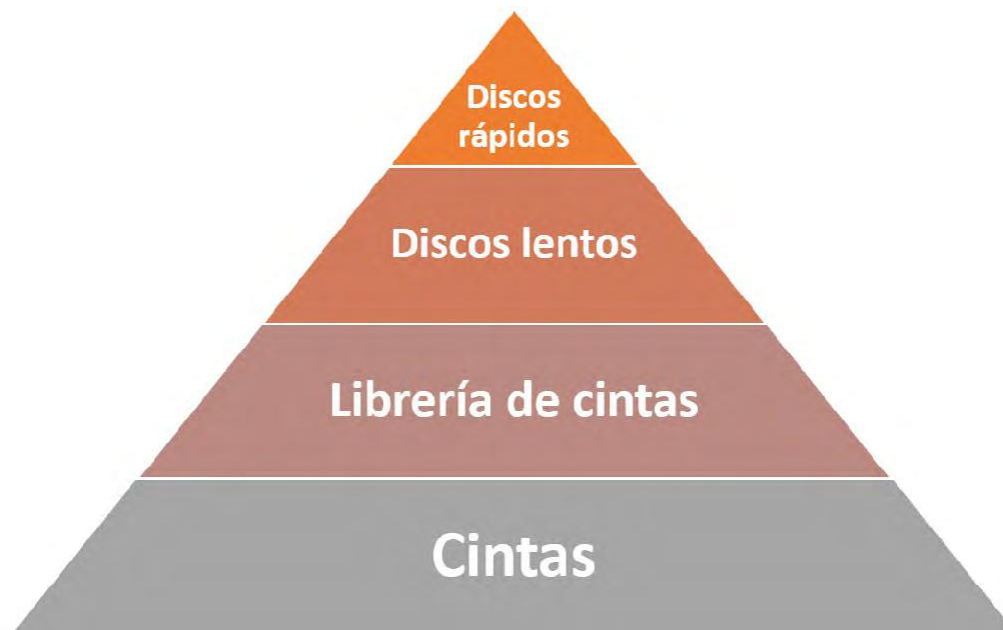 Discos
rápidos
Discos lentos
Librería de cintas
Cintas